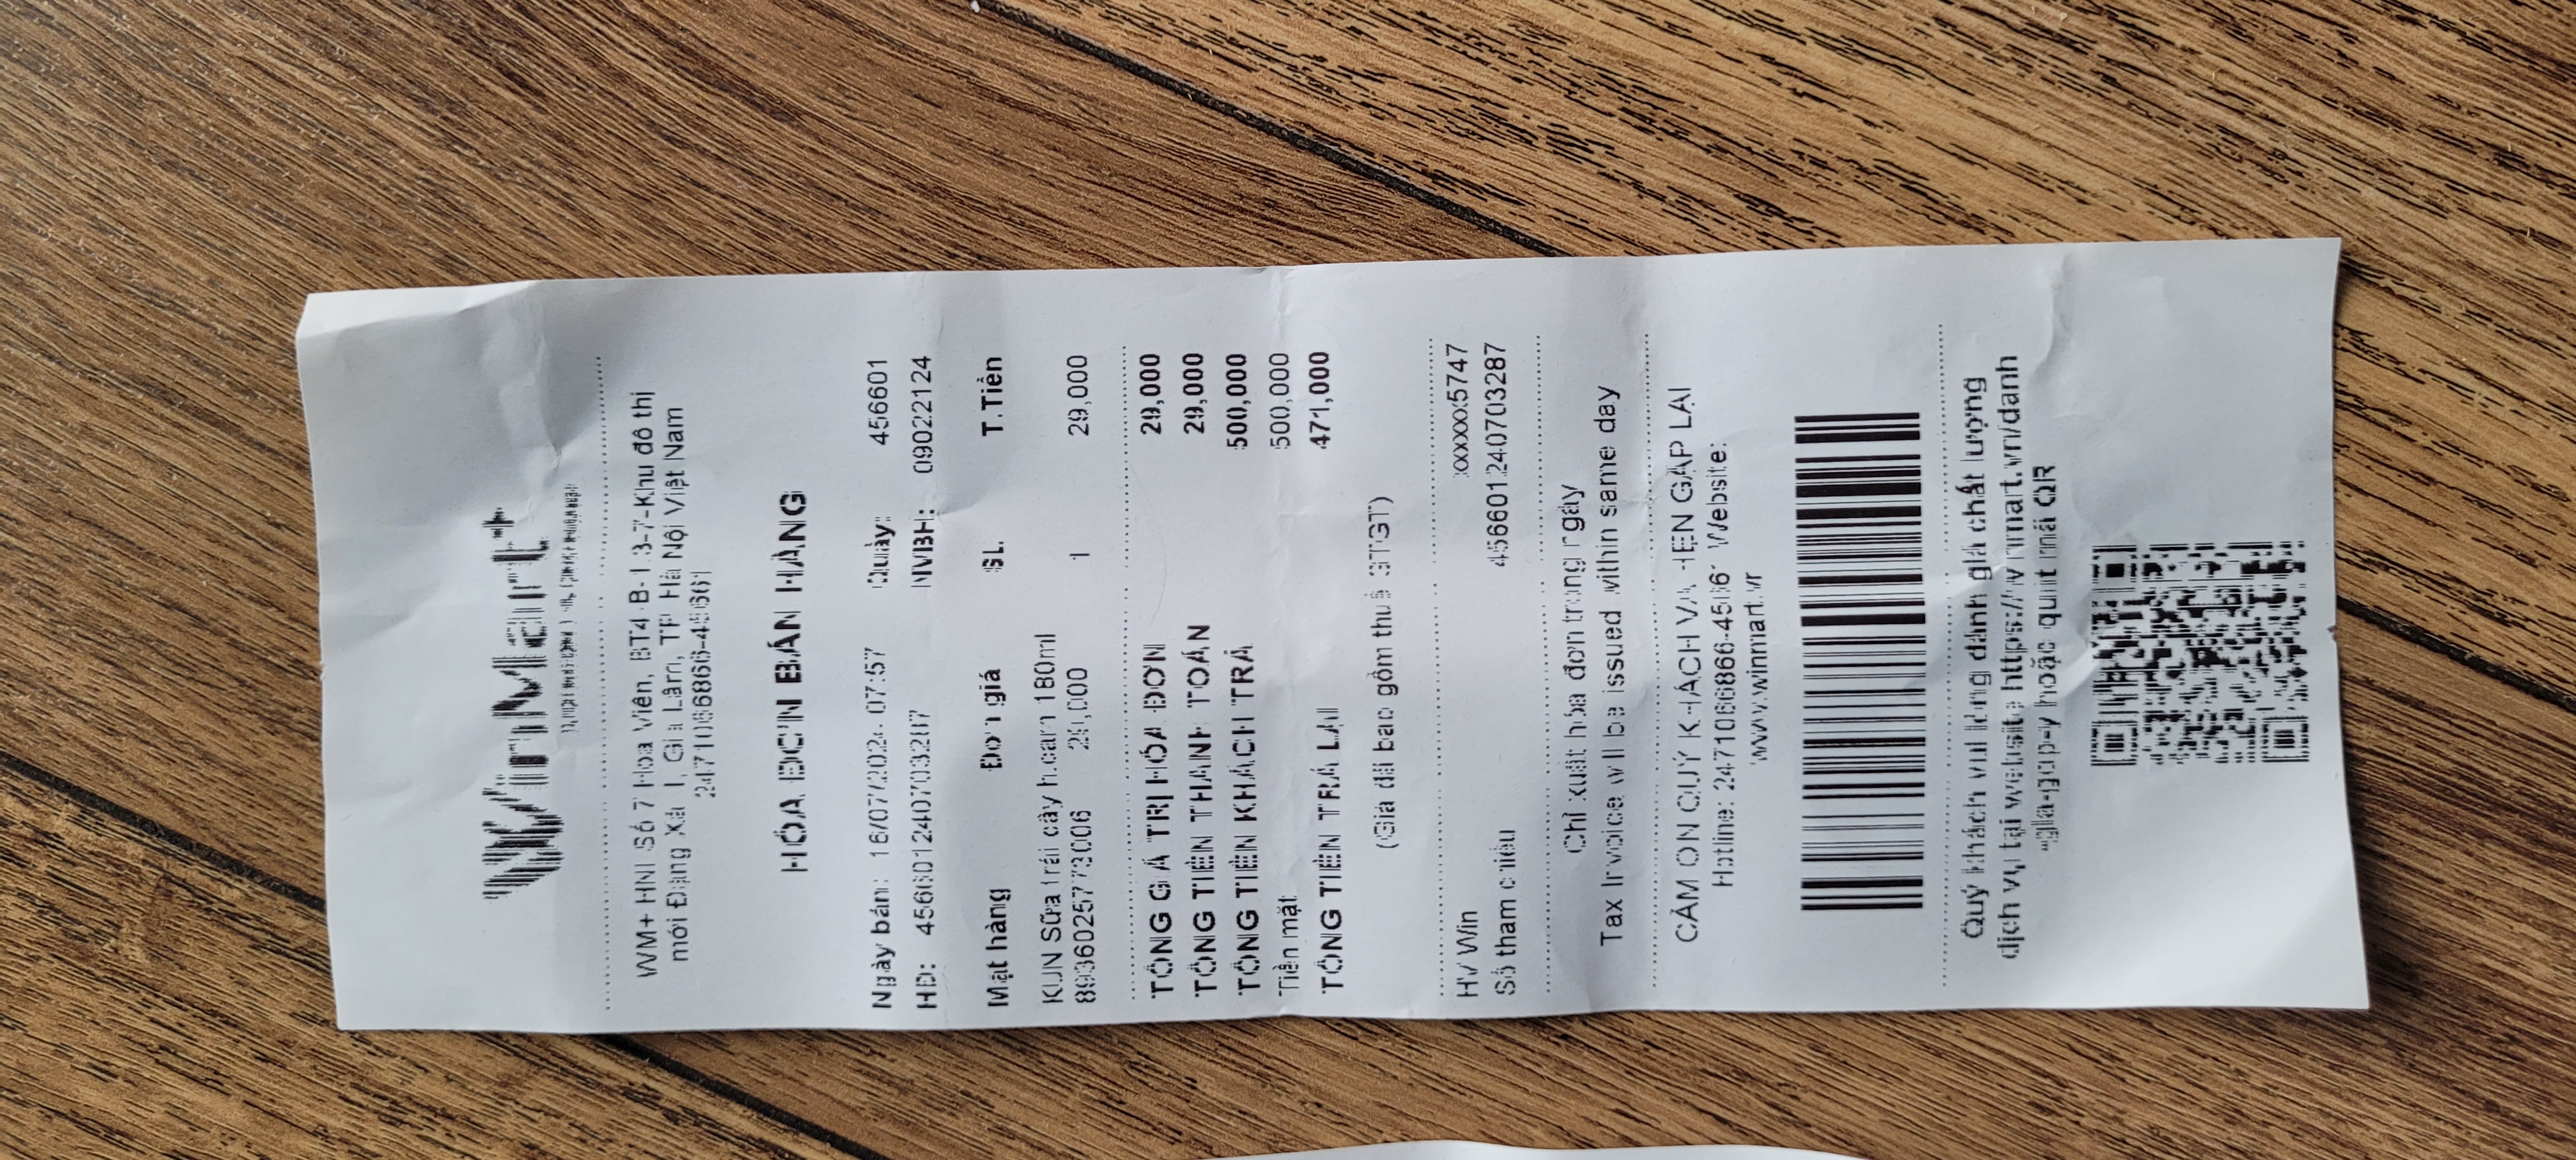 WinMart+
WM+ HNI Số 7 Hoa Viên, BT4-B-1.3-7-Khu đô thị
mới Đặng Xá I, Gia Lâm, TP. Hà Nội Việt Nam
2471066866-45661
HÓA ĐƠN BÁN HÀNG
Ngày bán: 16/07/2024 07:57 Quầy: 456601
HD: 456601240703287 NVBH: 09022124
Mặt hàng Đơn giá SL T.Tiền
KUN Sữa trái cây h.cam 180ml
8936025773006 29,000 1 29,000
TỔNG GIÁ TRỊ HÓA ĐƠN 29,000
TỔNG TIỀN THANH TOÁN 29,000
TỔNG TIỀN KHÁCH TRẢ 500,000
Tiền mặt 500,000
TỔNG TIỀN TRẢ LẠI 471,000
(Giá đã bao gồm thuế GTGT)
HV Win xxxxxx5747
Số tham chiếu 456601240703287
Chỉ xuất hóa đơn trong ngày
Tax Invoice will be issued within same day
CẢM ƠN QUÝ KHÁCH VÀ HẸN GẶP LẠI
Hotline: 2471066866-45661 Website:
www.winmart.vn
Quý khách vui lòng đánh giá chất lượng
dịch vụ tại website https://winmart.vn/danh
-gia-gop-y hoặc quét mã QR